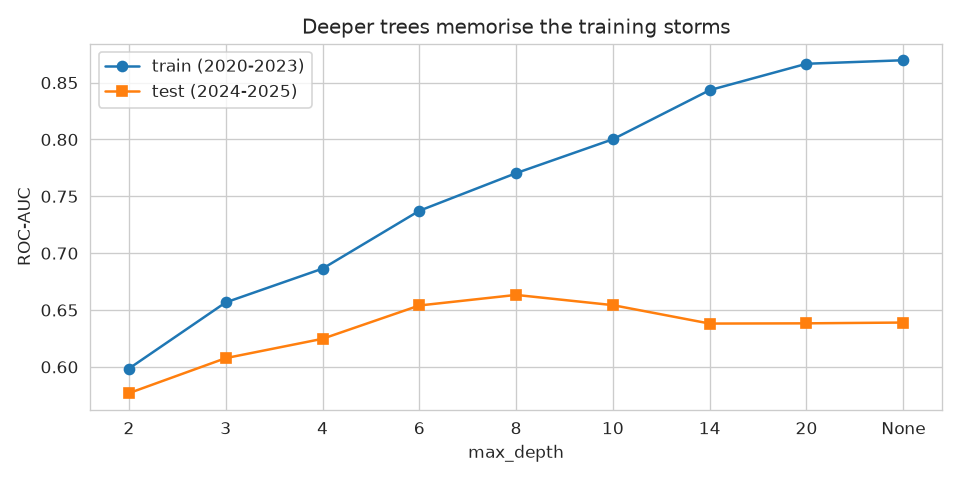 Deeper trees memorise the training storms
train (2020-2023)
test (2024-2025)
ROC-AUC
0.85
0.80
0.75
0.70
0.65
0.60
2 3 4 6 8 10 14 20 None
max_depth